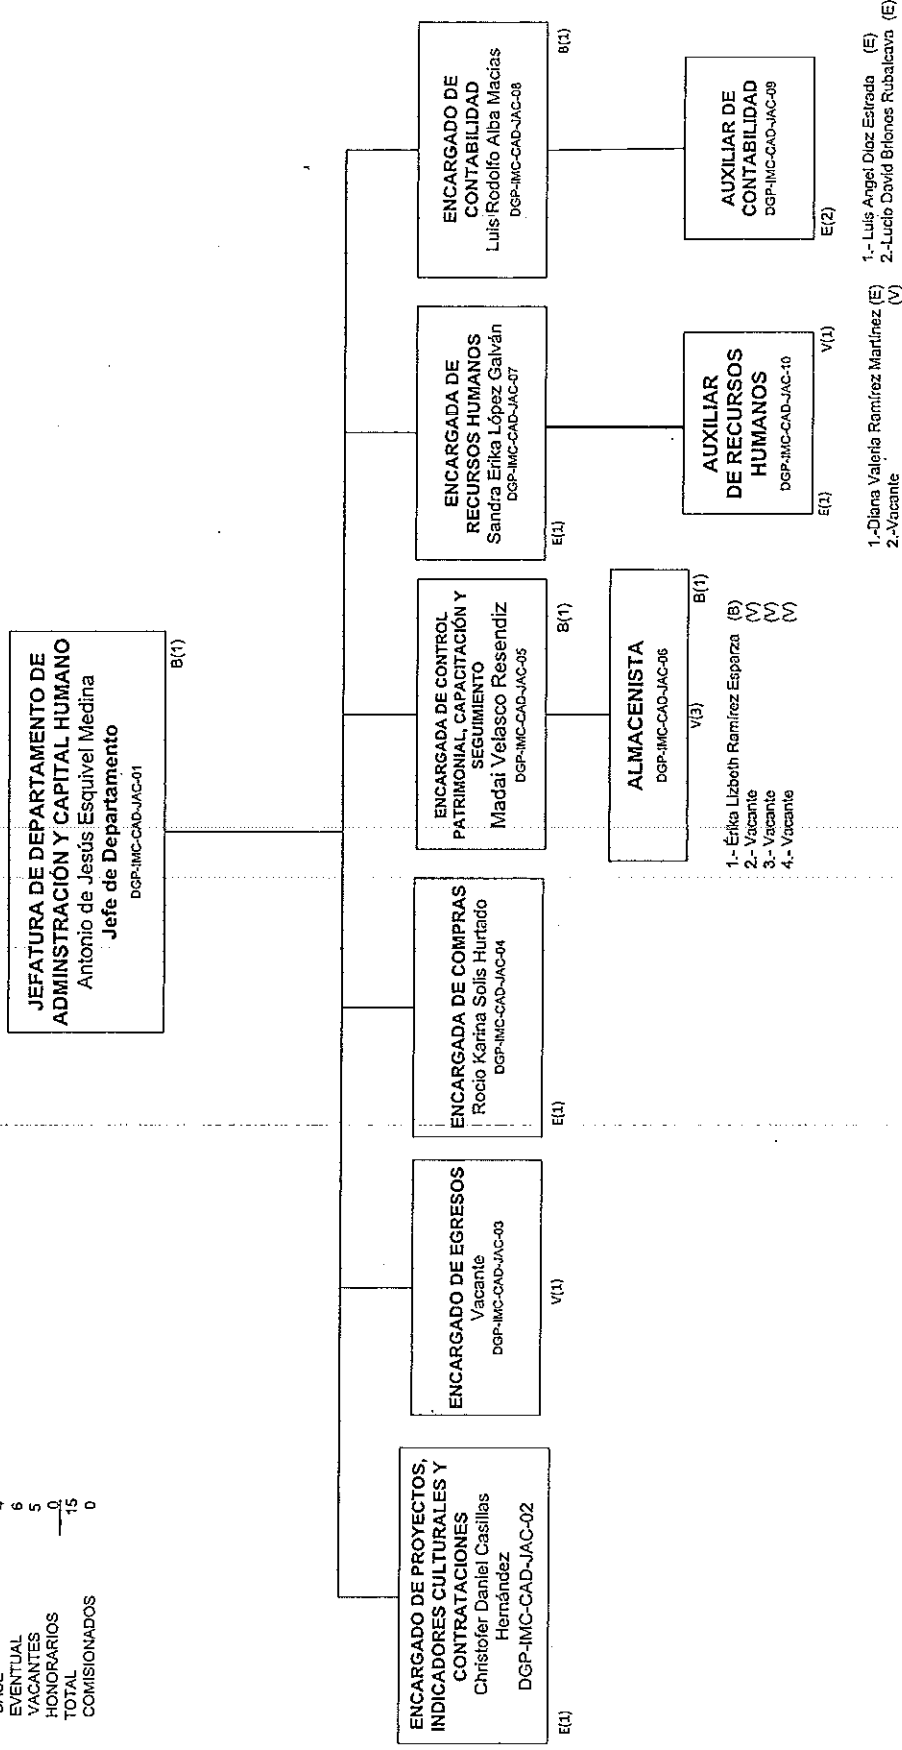 EVENTUAL 6
VACANTES 5
HONORARIOS 0
TOTAL 15
COMISIONADOS 0
JEFATURA DE DEPARTAMENTO DE
ADMINSTRACIÓN Y CAPITAL HUMANO
Antonio de Jesús Esquivel Medina
Jefe de Departamento
DGP-IMC-CAD-JAC-01
B(1)
ENCARGADO DE PROYECTOS,
INDICADORES CULTURALES Y
CONTRATACIONES
Christofer Daniel Casillas
Hernández
DGP-IMC-CAD-JAC-02
E(1)
ENCARGADO DE EGRESOS
Vacante
DGP-IMC-CAD-JAC-03
V(1)
ENCARGADA DE COMPRAS
Rocio Karina Solis Hurtado
DGP-IMC-CAD-JAC-04
E(1)
ENCARGADA DE CONTROL
PATRIMONIAL, CAPACITACIÓN Y
SEGUIMIENTO
Madai Velasco Resendiz
DGP-IMC-CAD-JAC-05
B(1)
ENCARGADA DE
RECURSOS HUMANOS
Sandra Erika López Galván
DGP-IMC-CAD-JAC-07
E(1)
ENCARGADO DE
CONTABILIDAD
Luis Rodolfo Alba Macias
DGP-IMC-CAD-JAC-08
B(1)
ALMACENISTA
DGP-IMC-CAD-JAC-06
V(3) B(1)
1.- Érika Lizbeth Ramírez Esparza (B)
2.- Vacante (V)
3.- Vacante (V)
4.- Vacante (V)
AUXILIAR
DE RECURSOS
HUMANOS
DGP-IMC-CAD-JAC-10
E(1) V(1)
1.-Diana Valeria Ramírez Martínez (E)
2.-Vacante (V)
AUXILIAR DE
CONTABILIDAD
DGP-IMC-CAD-JAC-09
E(2)
1.- Luis Angel Díaz Estrada (E)
2.-Lucio David Briones Rubalcava (E)